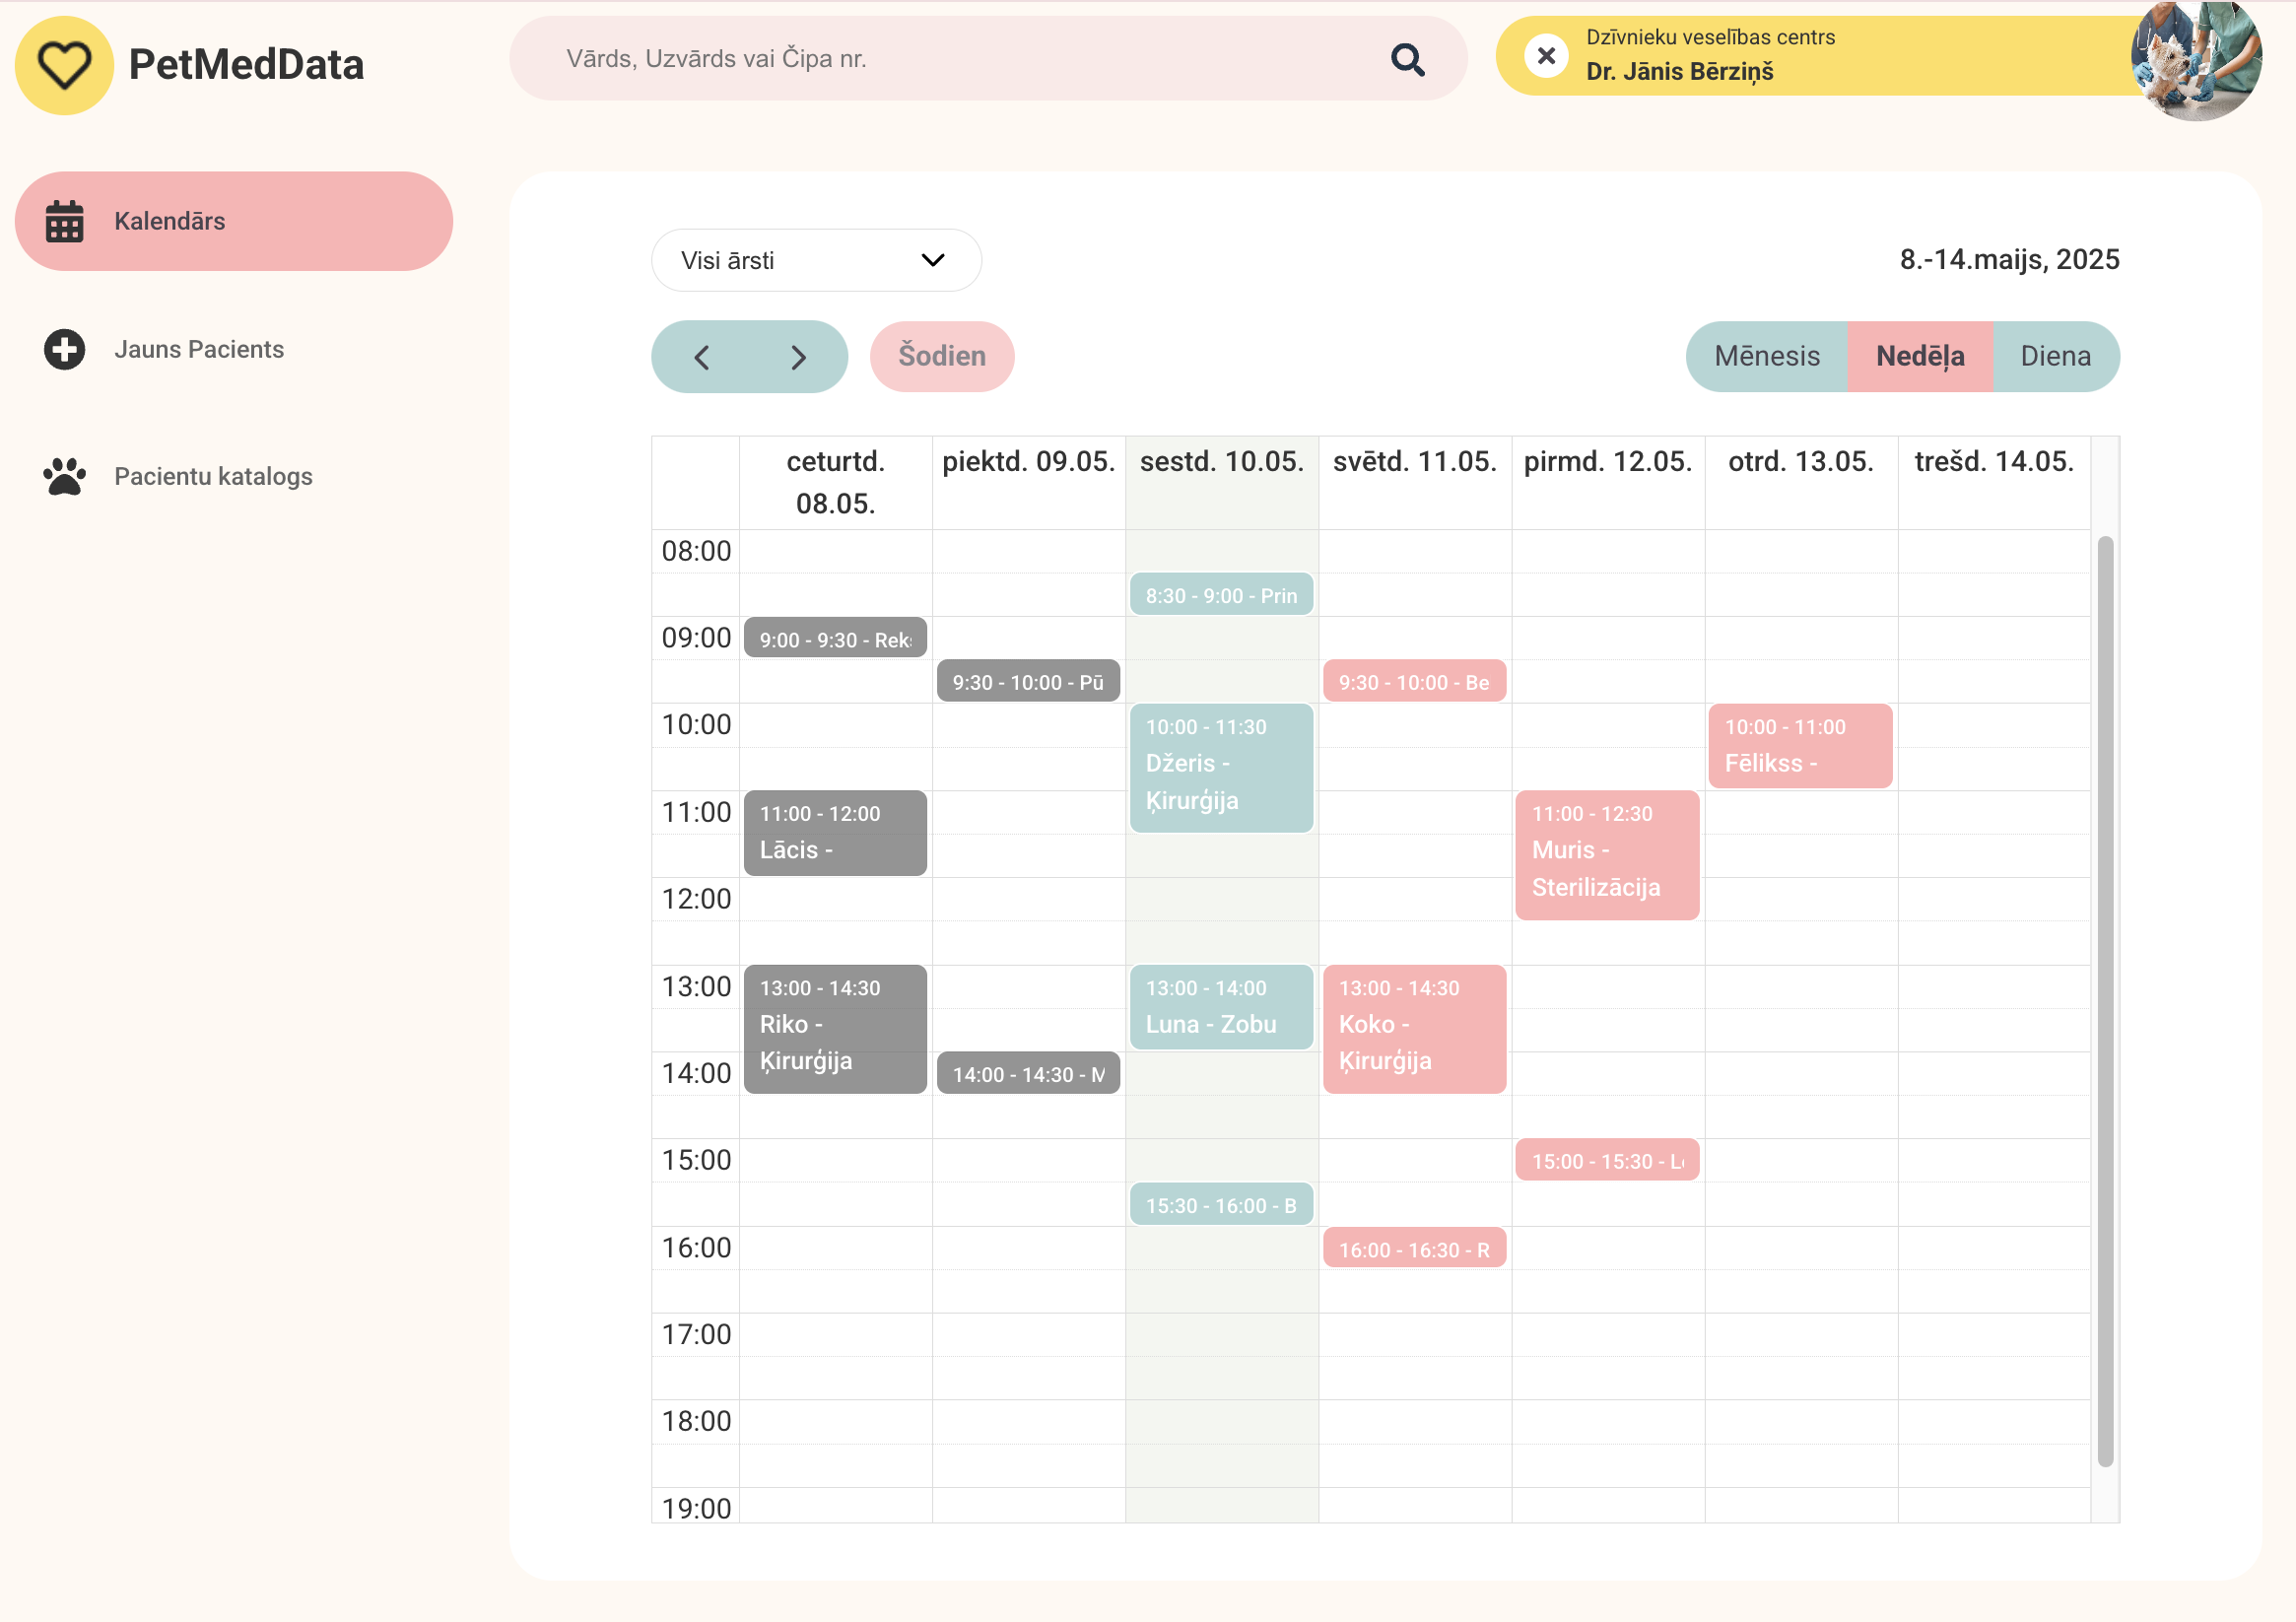 PetMedData
Vārds, Uzvārds vai Čipa nr.
Dzīvnieku veselības centrs
Dr. Jānis Bērziņš
Kalendārs
Jauns Pacients
Pacientu katalogs
Visi ārsti
8.-14.maijs, 2025
Šodien
Mēnesis Nedēļa Diena
ceturtd. 08.05.
piektd. 09.05.
sestd. 10.05.
svētd. 11.05.
pirmd. 12.05.
otrd. 13.05.
trešd. 14.05.
08:00
8:30 - 9:00 - Prin
09:00
9:00 - 9:30 - Rek
9:30 - 10:00 - Pū
9:30 - 10:00 - Be
10:00
10:00 - 11:30
Džeris -
Ķirurģija
10:00 - 11:00
Fēlikss -
11:00
11:00 - 12:00
Lācis -
11:00 - 12:30
Muris -
Sterilizācija
12:00
13:00
13:00 - 14:30
Riko -
Ķirurģija
13:00 - 14:00
Luna - Zobu
13:00 - 14:30
Koko -
Ķirurģija
14:00
14:00 - 14:30 - M
15:00
15:00 - 15:30 - L
15:30 - 16:00 - B
16:00
16:00 - 16:30 - R
17:00
18:00
19:00